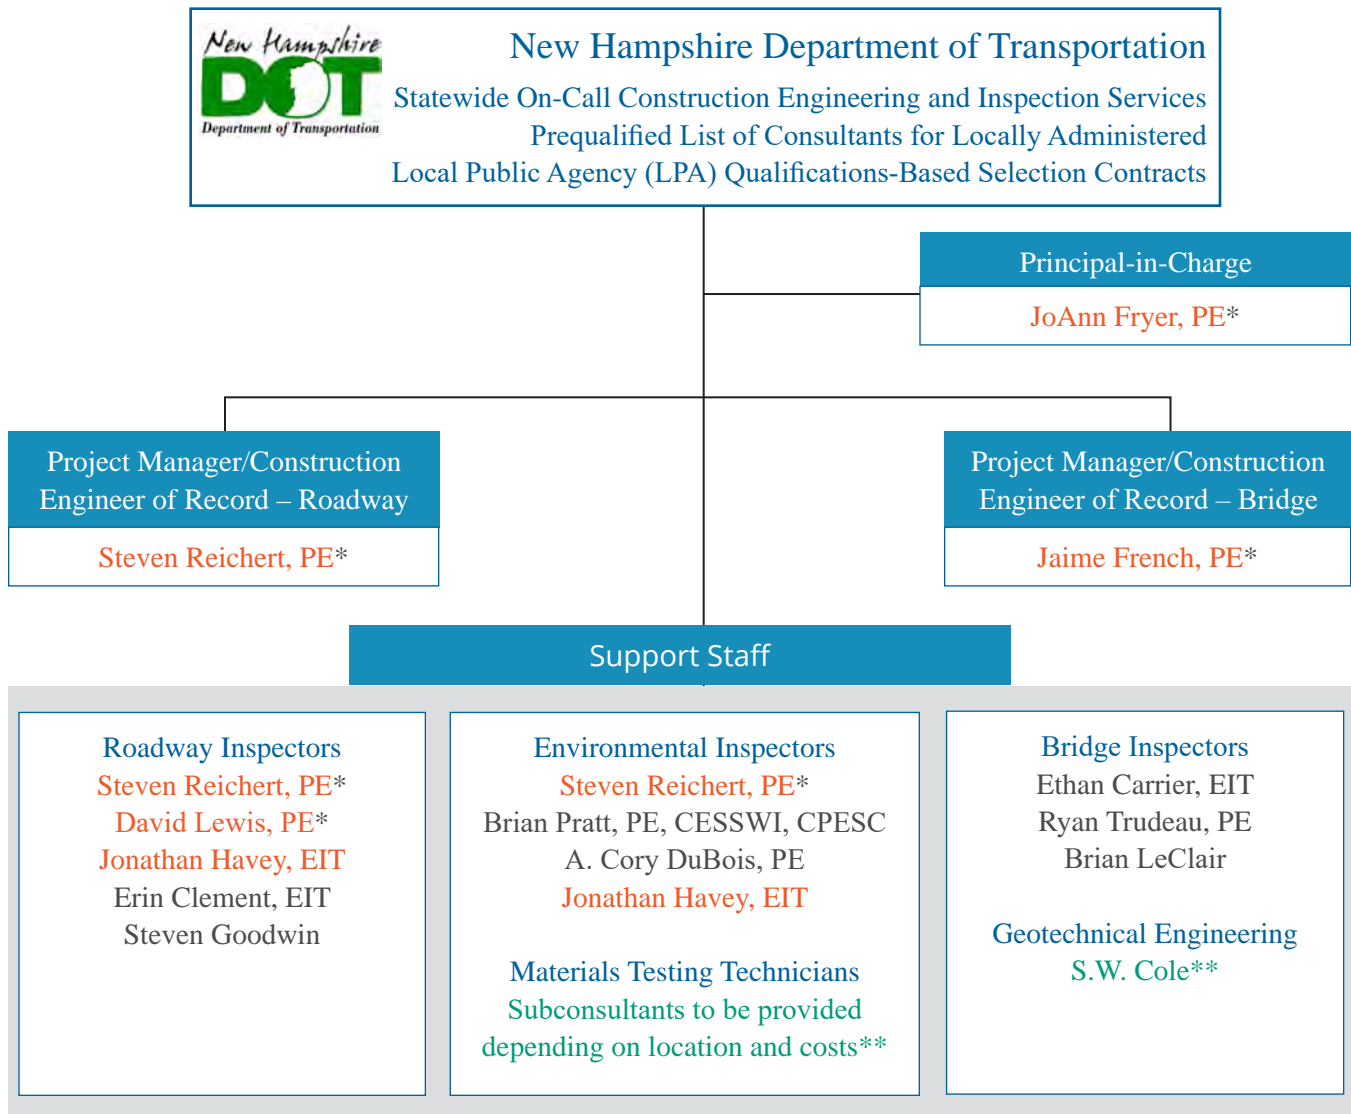 New Hampshire
DOT
Department of Transportation
New Hampshire Department of Transportation
Statewide On-Call Construction Engineering and Inspection Services
Prequalified List of Consultants for Locally Administered
Local Public Agency (LPA) Qualifications-Based Selection Contracts
Principal-in-Charge
JoAnn Fryer, PE*
Project Manager/Construction
Engineer of Record – Roadway
Steven Reichert, PE*
Project Manager/Construction
Engineer of Record – Bridge
Jaime French, PE*
Support Staff
Roadway Inspectors
Steven Reichert, PE*
David Lewis, PE*
Jonathan Havey, EIT
Erin Clement, EIT
Steven Goodwin
Environmental Inspectors
Steven Reichert, PE*
Brian Pratt, PE, CESSWI, CPESC
A. Cory DuBois, PE
Jonathan Havey, EIT
Materials Testing Technicians
Subconsultants to be provided
depending on location and costs**
Bridge Inspectors
Ethan Carrier, EIT
Ryan Trudeau, PE
Brian LeClair
Geotechnical Engineering
S.W. Cole**